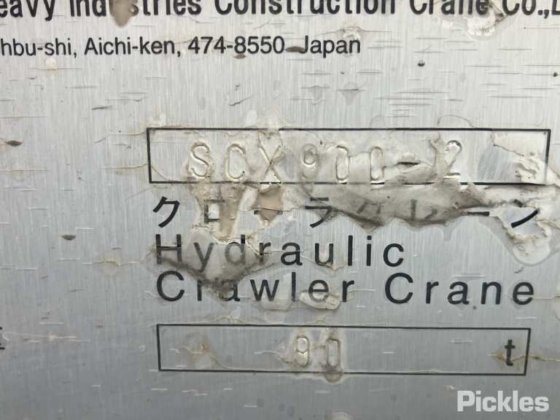 eavy Industries Construction Crane Co.,L
hbu-shi, Aichi-ken, 474-8550 Japan
SCX900-2
クローラクレーン
Hydraulic
Crawler Crane
90 t
Pickles